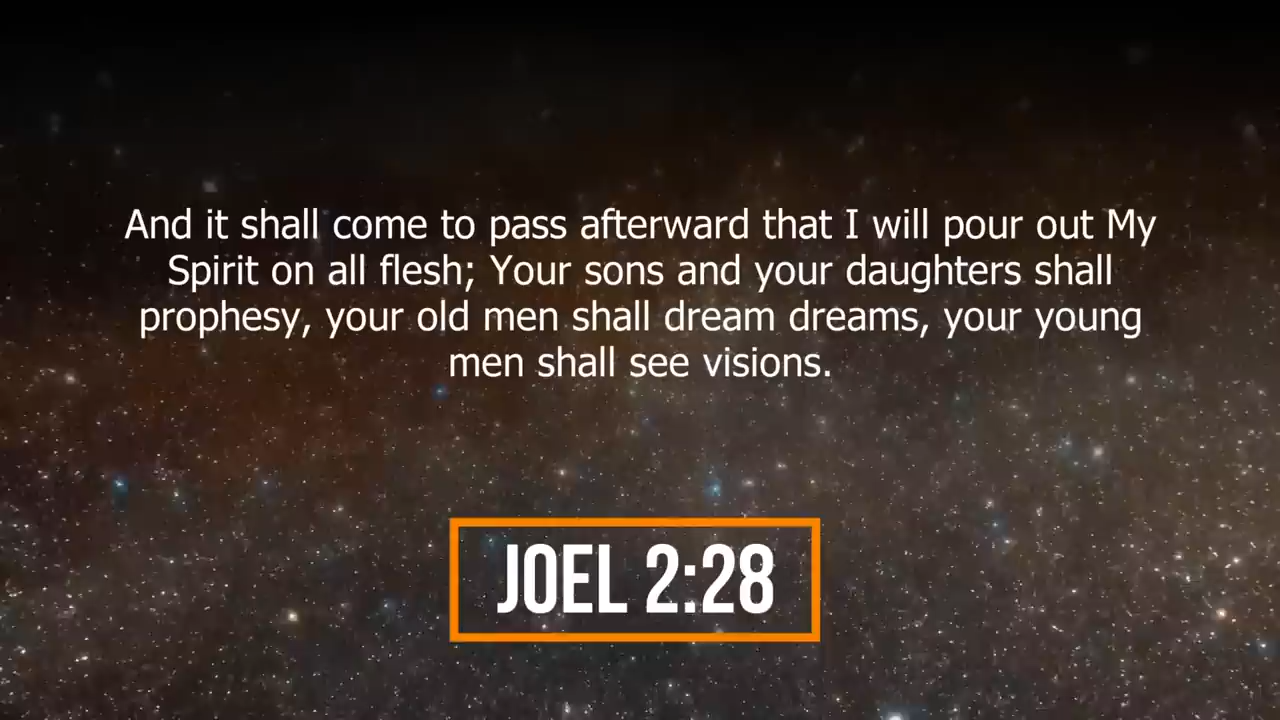 And it shall come to pass afterward that I will pour out My
Spirit on all flesh; Your sons and your daughters shall
prophesy, your old men shall dream dreams, your young
men shall see visions.
JOEL 2:28